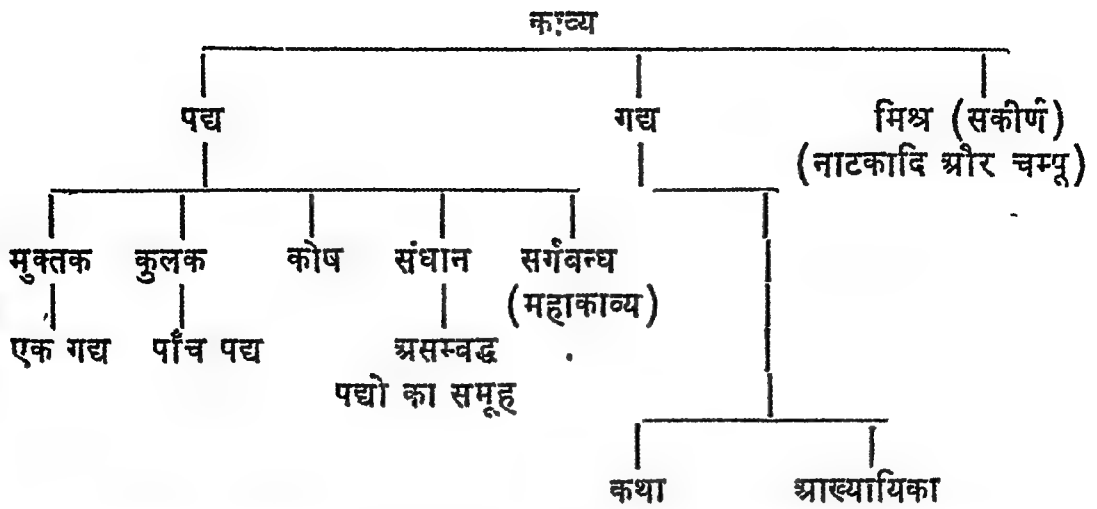 काव्य
पद्य गद्य मिश्र (सकीर्ण)
(नाटकादि और चम्पू)
मुक्तक कुलक कोष संधान सर्गबन्ध
(महाकाव्य)
एक गद्य पाँच पद्य असम्वद्ध
पद्यो का समूह
कथा आख्यायिका